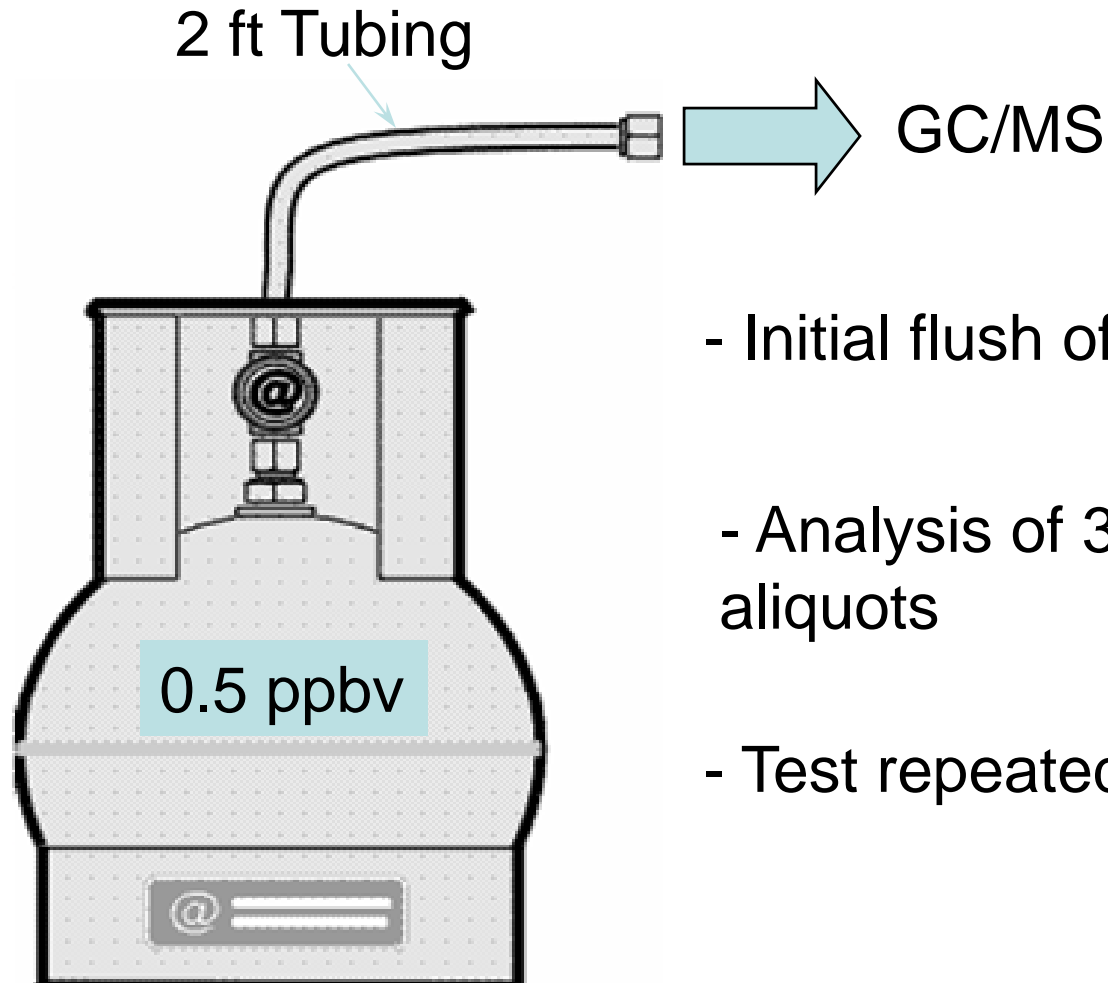 2 ft Tubing
GC/MS
- Initial flush of
@
- Analysis of 3
aliquots
0.5 ppbv
- Test repeated
@